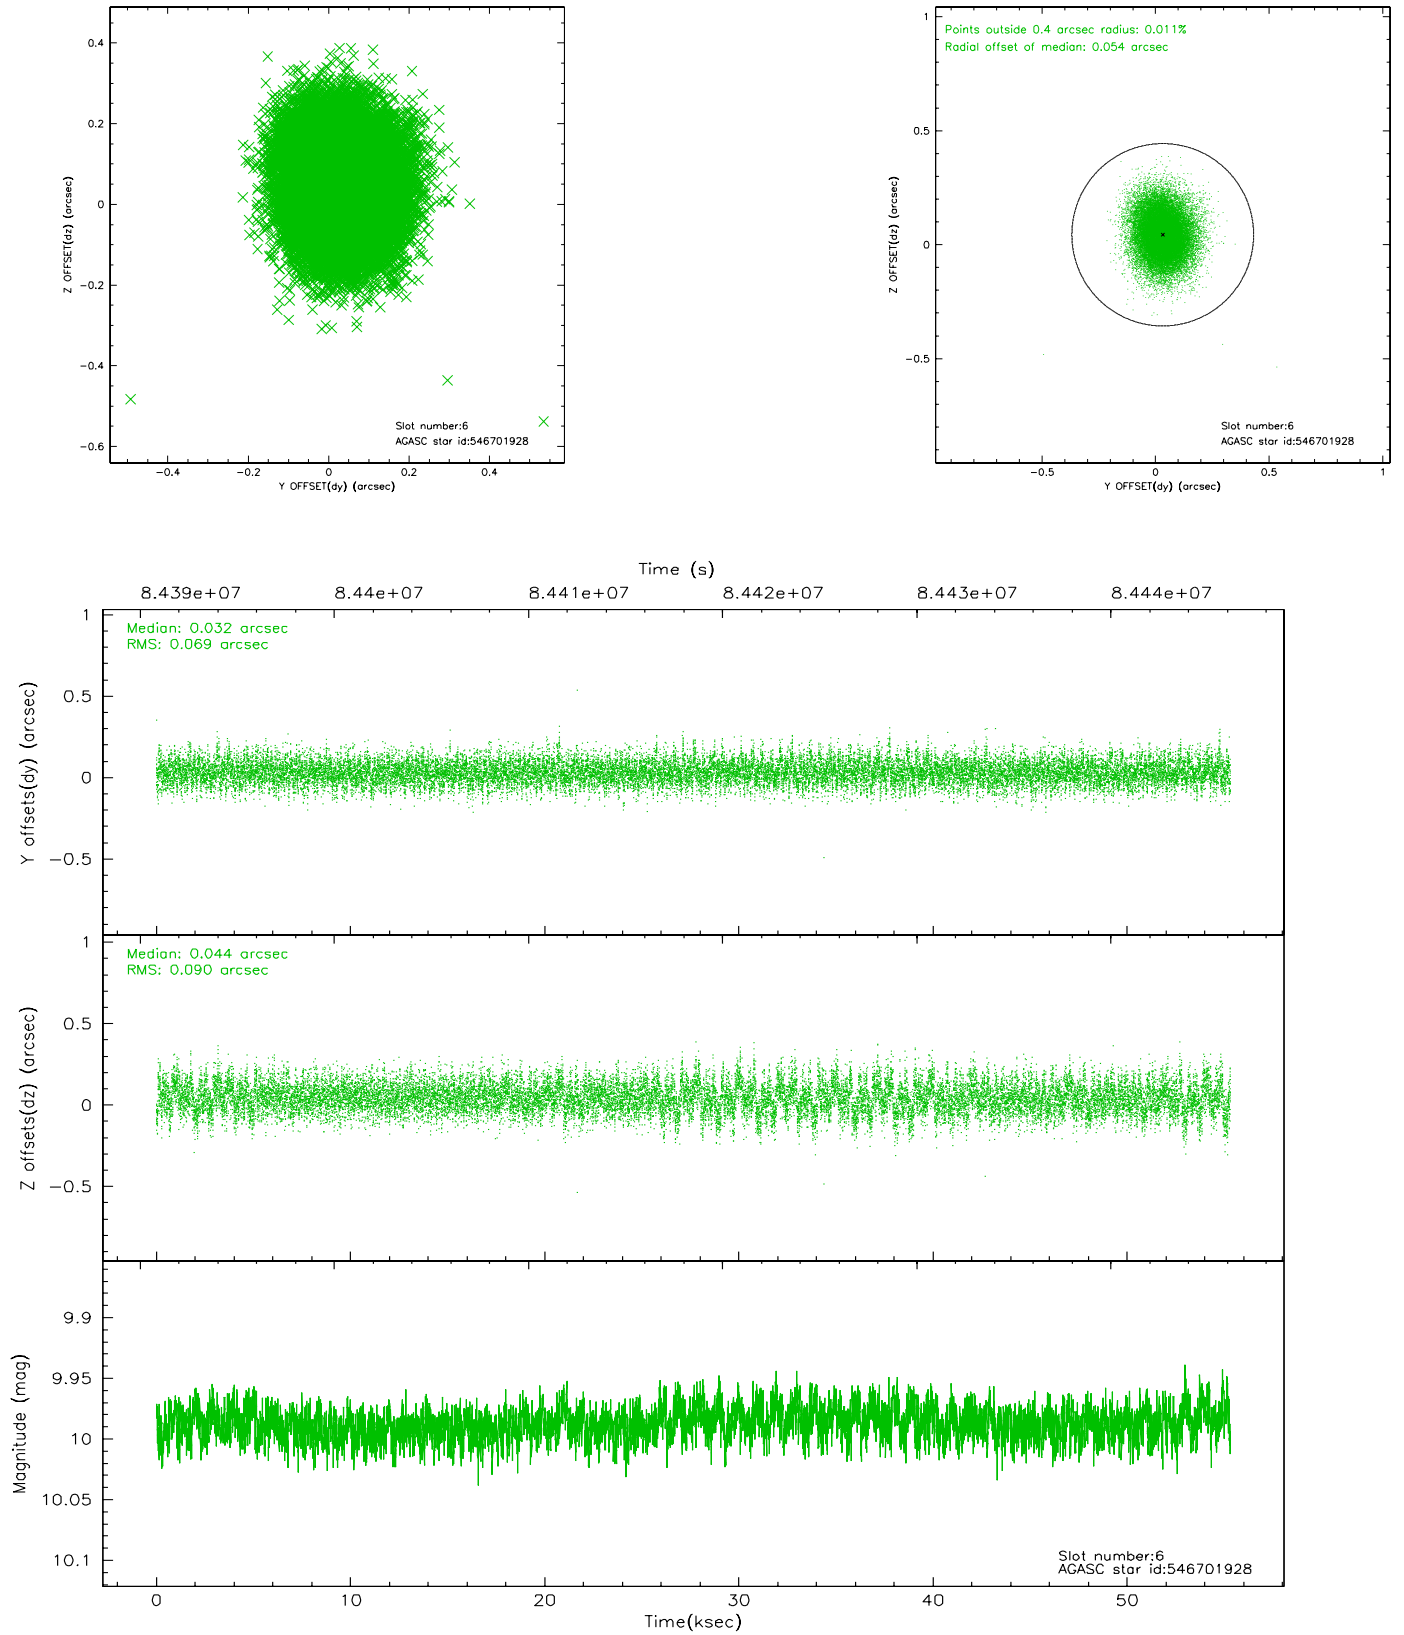 0.4
0.2
0
−0.2
−0.4
−0.6
Z OFFSET(dz) (arcsec)
−0.4
−0.2
0
0.2
0.4
Y OFFSET(dy) (arcsec)
Slot number:6
AGASC star id:546701928
Points outside 0.4 arcsec radius: 0.011%
Radial offset of median: 0.054 arcsec
1
0.5
0
−0.5
Z OFFSET(dz) (arcsec)
−0.5
0
0.5
1
Y OFFSET(dy) (arcsec)
Slot number:6
AGASC star id:546701928
Time (s)
8.439e+07
8.44e+07
8.441e+07
8.442e+07
8.443e+07
8.444e+07
Median: 0.032 arcsec
RMS: 0.069 arcsec
1
0.5
0
−0.5
Y offsets(dy) (arcsec)
Median: 0.044 arcsec
RMS: 0.090 arcsec
1
0.5
0
−0.5
Z offsets(dz) (arcsec)
9.9
9.95
10
10.05
10.1
Magnitude (mag)
Slot number:6
AGASC star id:546701928
0
10
20
30
40
50
Time(ksec)